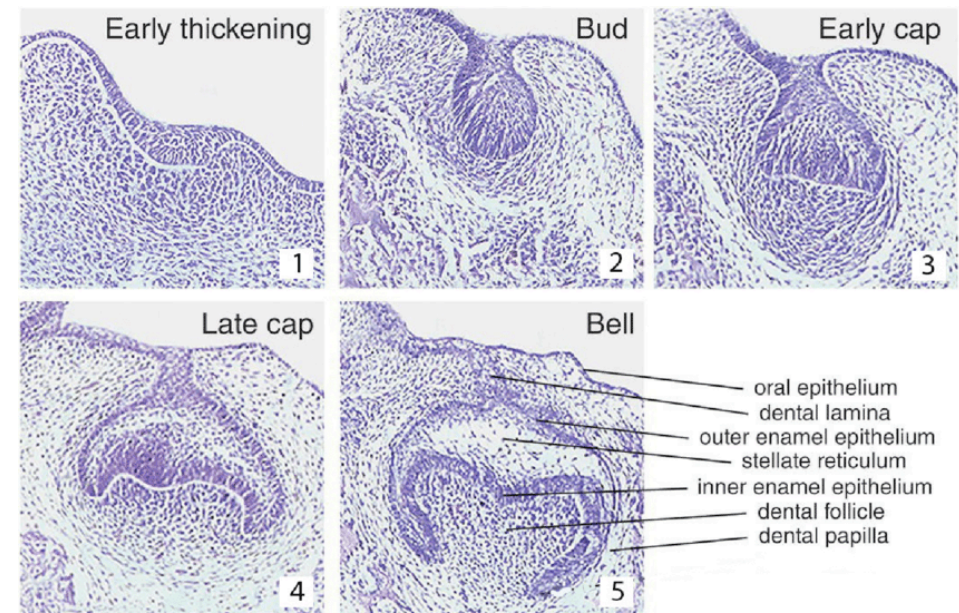 Early thickening
1
Bud
2
Early cap
3
Late cap
4
Bell
5
oral epithelium
dental lamina
outer enamel epithelium
stellate reticulum
inner enamel epithelium
dental follicle
dental papilla